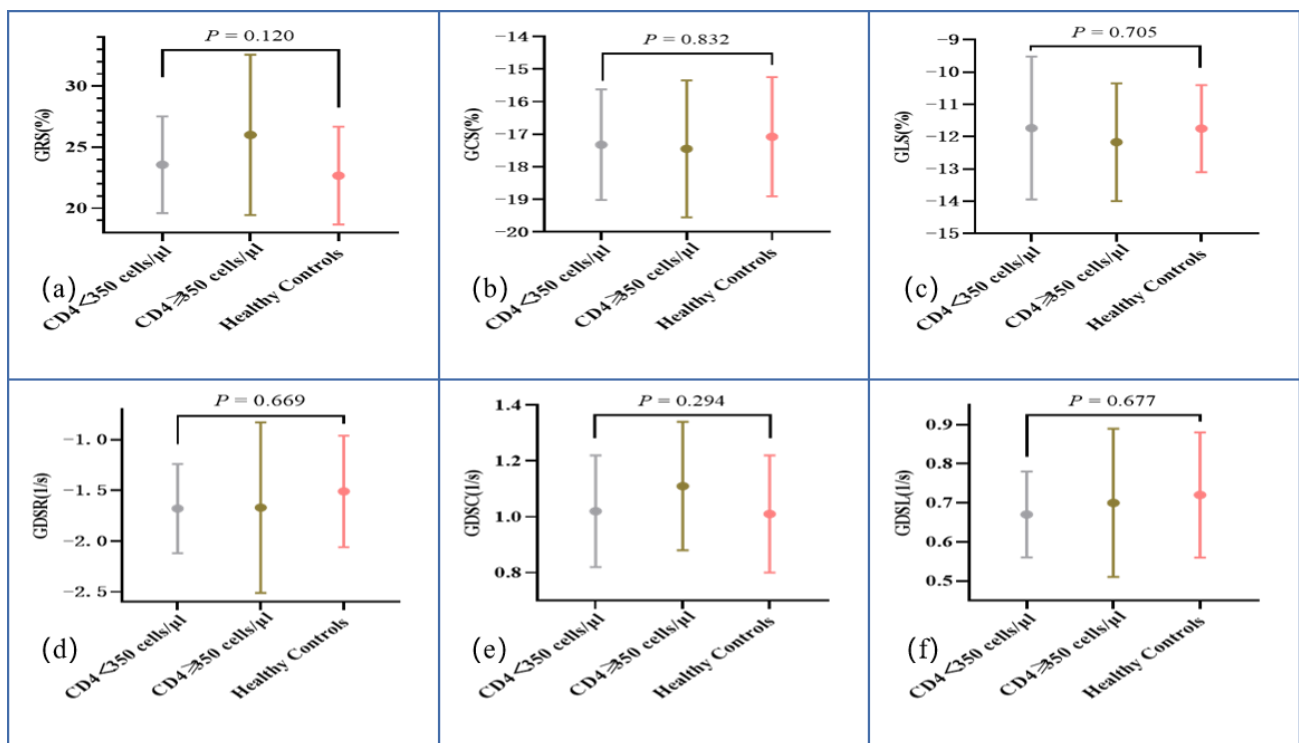 P = 0.120
GRS(%)
30
25
20
CD4<350 cells/μl
CD4⩾350 cells/μl
Healthy Controls
(a)
P = 0.832
GCS(%)
−14
−15
−16
−17
−18
−19
−20
CD4<350 cells/μl
CD4⩾350 cells/μl
Healthy Controls
(b)
P = 0.705
GLS(%)
−9
−10
−11
−12
−13
−14
−15
CD4<350 cells/μl
CD4⩾350 cells/μl
Healthy Controls
(c)
P = 0.669
GDSR(1/s)
−1.0
−1.5
−2.0
−2.5
CD4<350 cells/μl
CD4⩾350 cells/μl
Healthy Controls
(d)
P = 0.294
GDSC(1/s)
1.4
1.2
1.0
0.8
CD4<350 cells/μl
CD4⩾350 cells/μl
Healthy Controls
(e)
P = 0.677
GDSL(1/s)
0.9
0.8
0.7
0.6
0.5
CD4<350 cells/μl
CD4⩾350 cells/μl
Healthy Controls
(f)